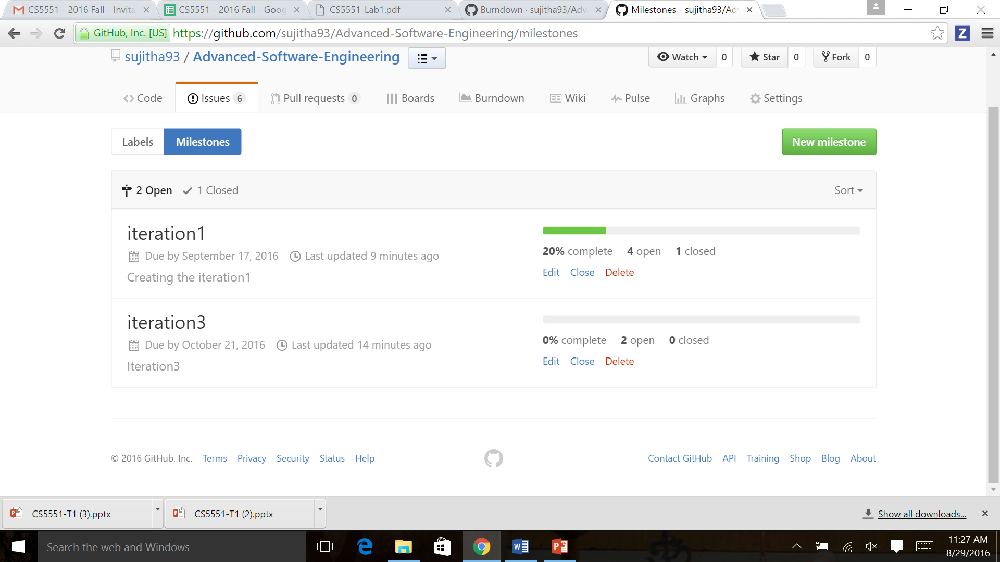 CS5551 - 2016 Fall - Invita
CS5551 - 2016 Fall - Goog
CS5551-Lab1.pdf
Burndown · sujitha93/Adv
Milestones - sujitha93/Ad
GitHub, Inc. [US] https://github.com/sujitha93/Advanced-Software-Engineering/milestones
Z
sujitha93 / Advanced-Software-Engineering
Watch 0 Star 0 Fork 0
Code Issues 6 Pull requests 0 Boards Burndown Wiki Pulse Graphs Settings
Labels Milestones New milestone
2 Open 1 Closed Sort
iteration1
Due by September 17, 2016 Last updated 9 minutes ago
Creating the iteration1
20% complete 4 open 1 closed
Edit Close Delete
iteration3
Due by October 21, 2016 Last updated 14 minutes ago
Iteration3
0% complete 2 open 0 closed
Edit Close Delete
© 2016 GitHub, Inc. Terms Privacy Security Status Help
Contact GitHub API Training Shop Blog About
CS5551-T1 (3).pptx
CS5551-T1 (2).pptx
Show all downloads...
Search the web and Windows
11:27 AM
8/29/2016